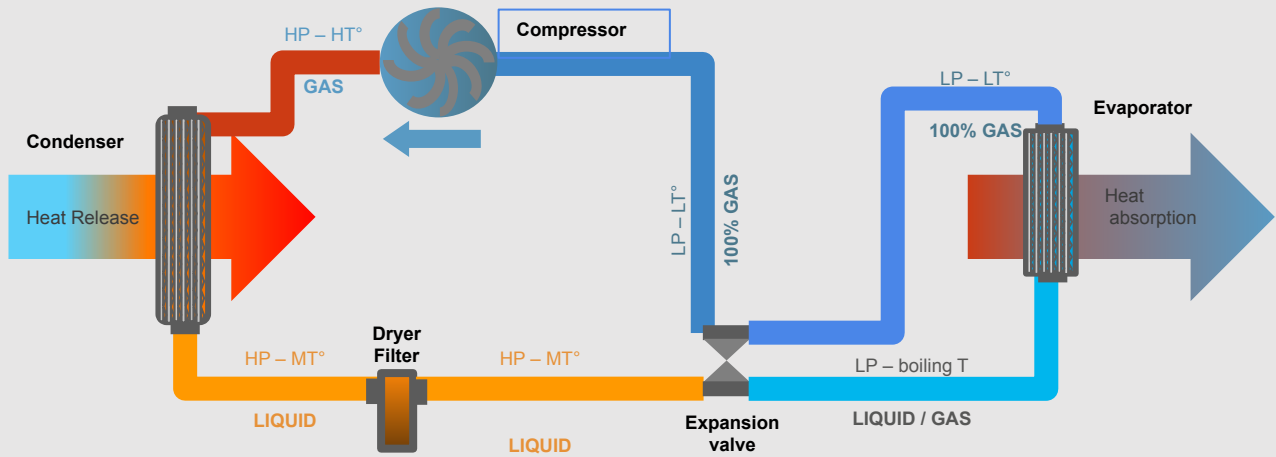 HP – HT°
GAS
Compressor
Condenser
Heat Release
LP – LT°
100% GAS
LP – LT°
100% GAS
Evaporator
Heat
absorption
HP – MT°
LIQUID
Dryer
Filter
HP – MT°
LIQUID
Expansion
valve
LP – boiling T
LIQUID / GAS